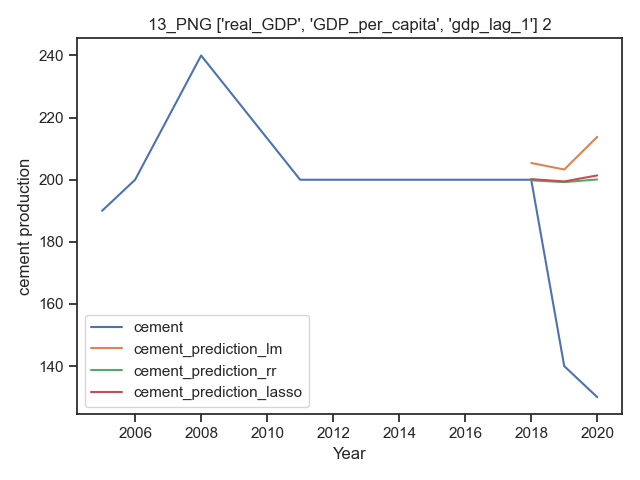 13_PNG ['real_GDP', 'GDP_per_capita', 'gdp_lag_1'] 2
240
220
200
180
160
140
cement production
cement
cement_prediction_lm
cement_prediction_rr
cement_prediction_lasso
2006 2008 2010 2012 2014 2016 2018 2020
Year